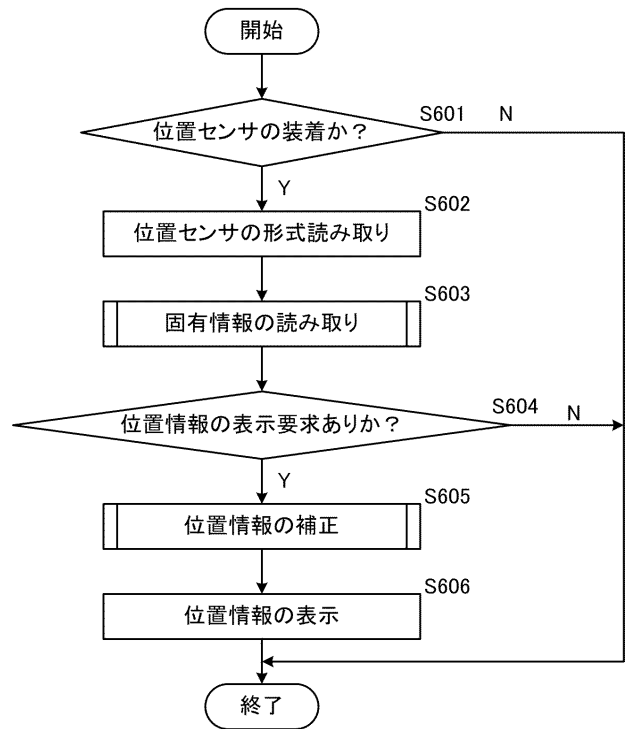 開始
位置センサの装着か？
S601
N
Y
S602
位置センサの形式読み取り
S603
固有情報の読み取り
S604
位置情報の表示要求ありか？
N
Y
S605
位置情報の補正
S606
位置情報の表示
終了